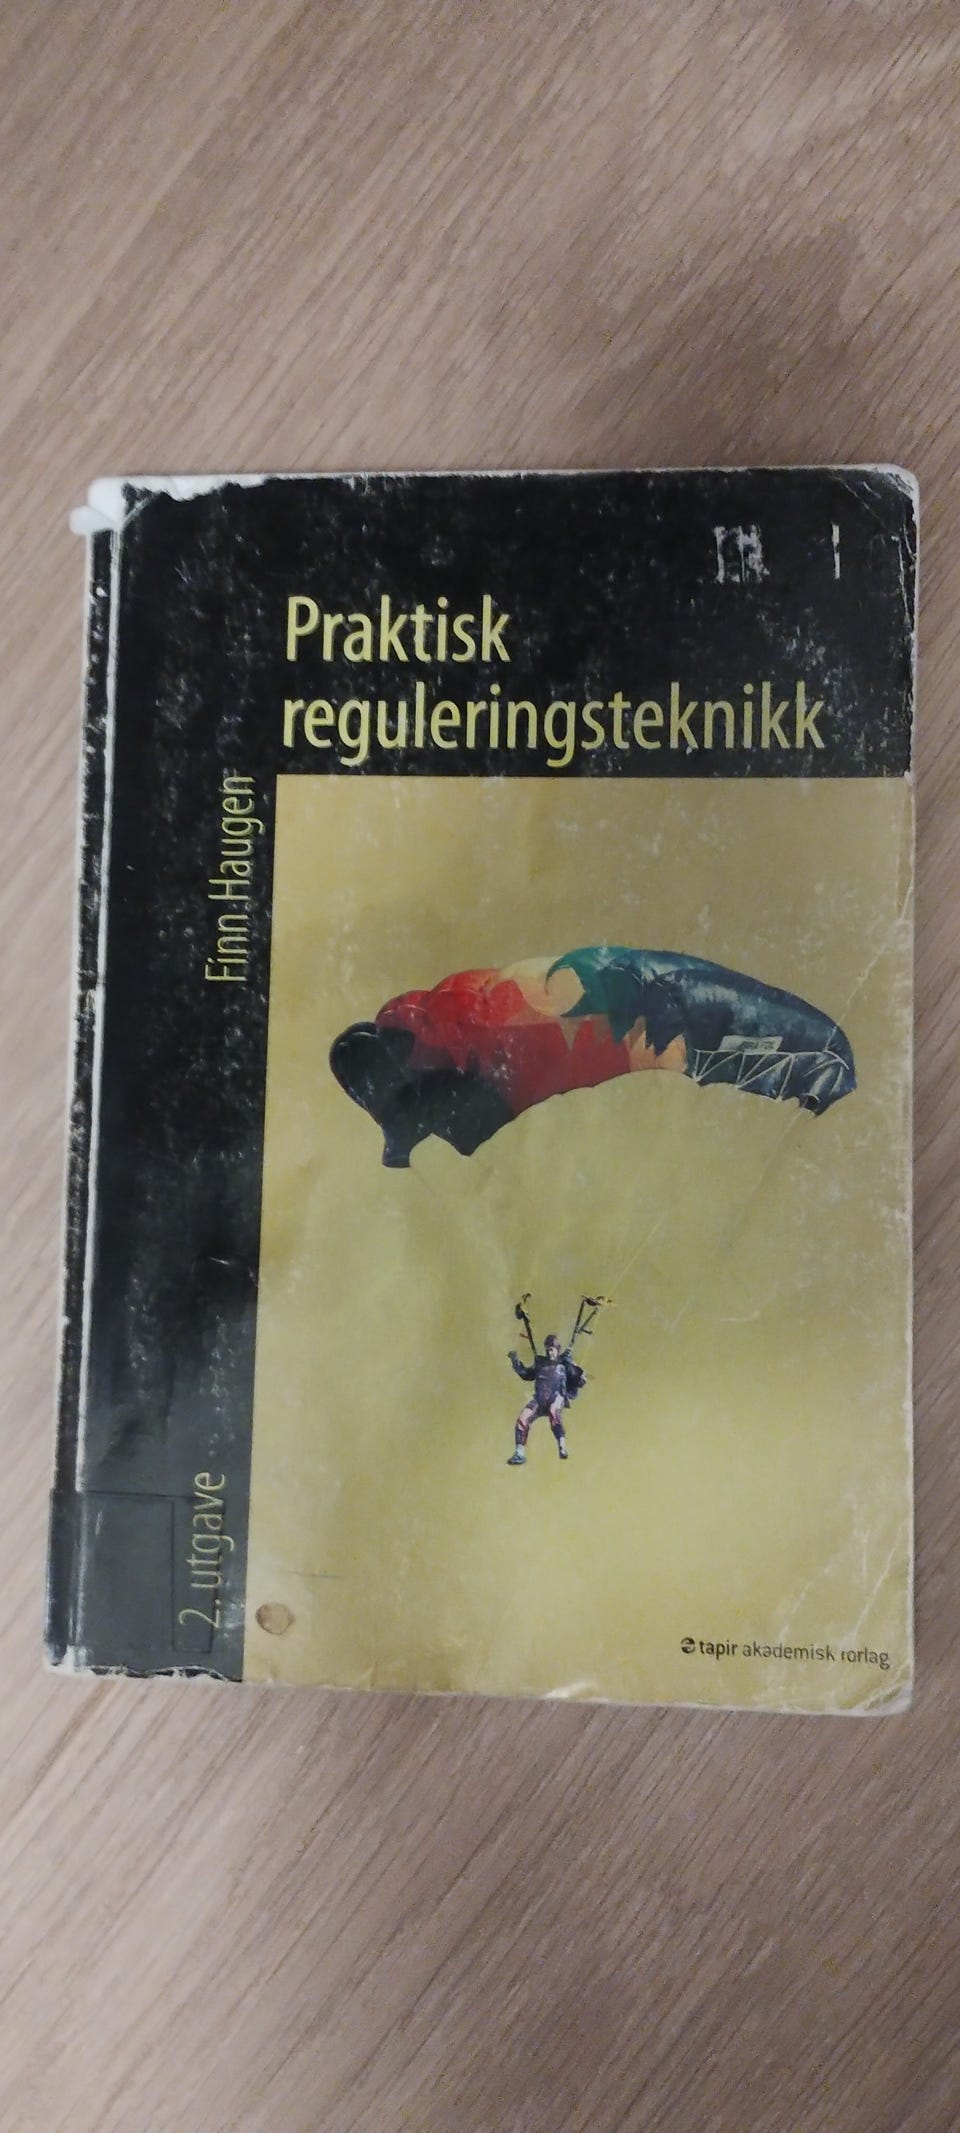 Praktisk
reguleringsteknikk
Finn Haugen
2. utgave
tapir akademisk forlag